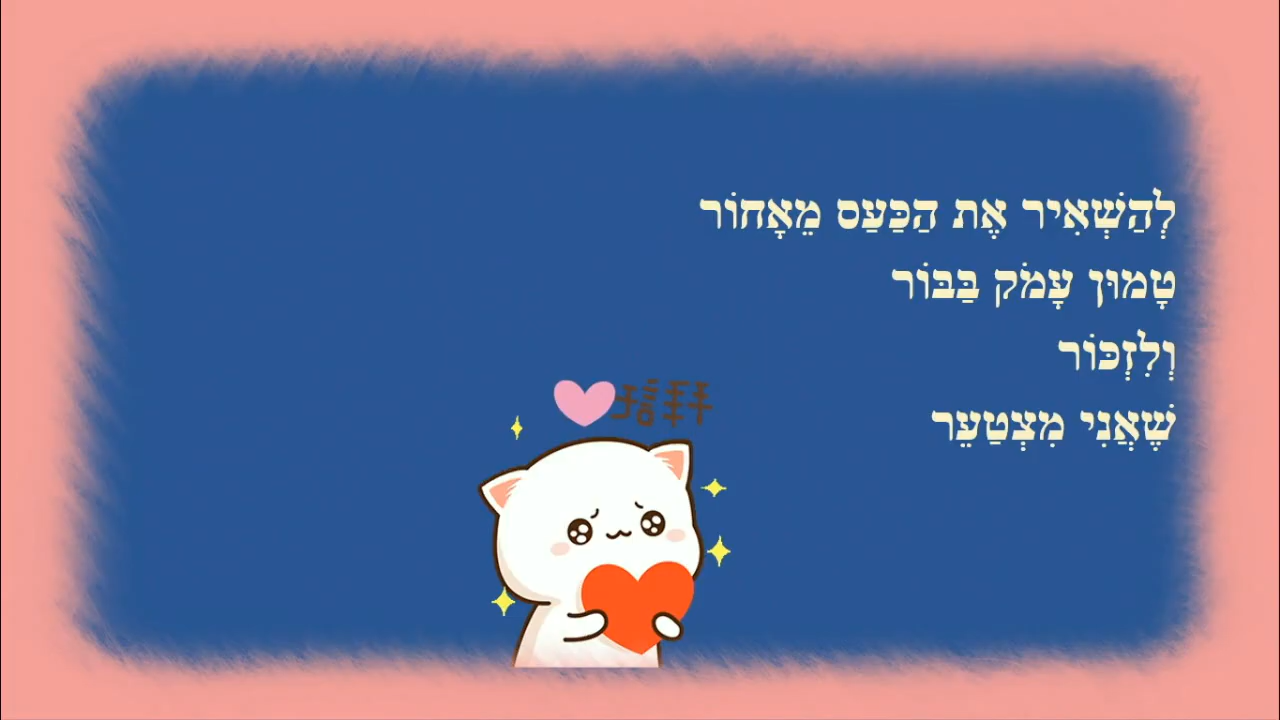 לְהַשְׁאִיר אֶת הַכַּעַס מֵאָחוֹר
טָמוּן עָמֹק בַּבּוֹר
וְלִזְכּוֹר
שֶׁאֲנִי מִצְטַעֵר